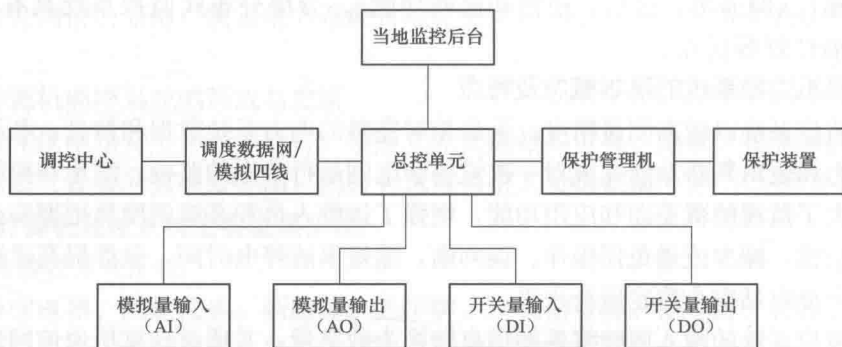 当地监控后台
调控中心
调度数据网/
模拟四线
总控单元
保护管理机
保护装置
模拟量输入
（AI）
模拟量输出
（AO）
开关量输入
（DI）
开关量输出
（DO）